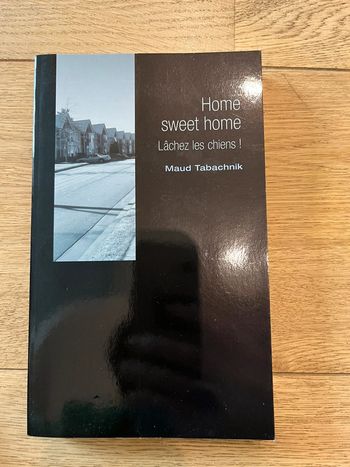 Home
sweet home
Lâchez les chiens !
Maud Tabachnik